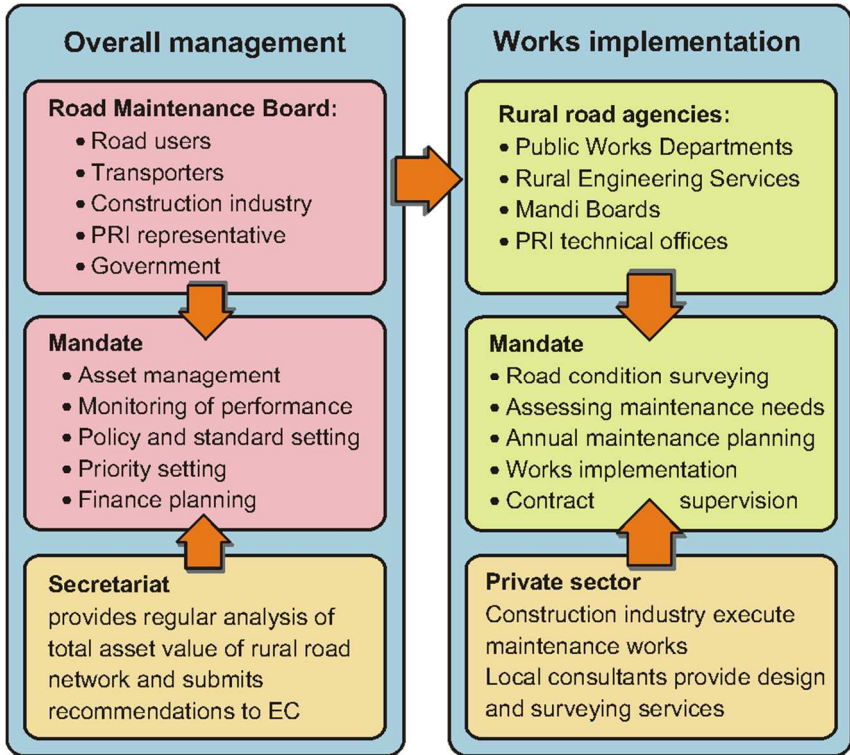 Overall management
Road Maintenance Board:
• Road users
• Transporters
• Construction industry
• PRI representative
• Government
Mandate
• Asset management
• Monitoring of performance
• Policy and standard setting
• Priority setting
• Finance planning
Secretariat
provides regular analysis of
total asset value of rural road
network and submits
recommendations to EC
Works implementation
Rural road agencies:
• Public Works Departments
• Rural Engineering Services
• Mandi Boards
• PRI technical offices
Mandate
• Road condition surveying
• Assessing maintenance needs
• Annual maintenance planning
• Works implementation
• Contract supervision
Private sector
Construction industry execute
maintenance works
Local consultants provide design
and surveying services